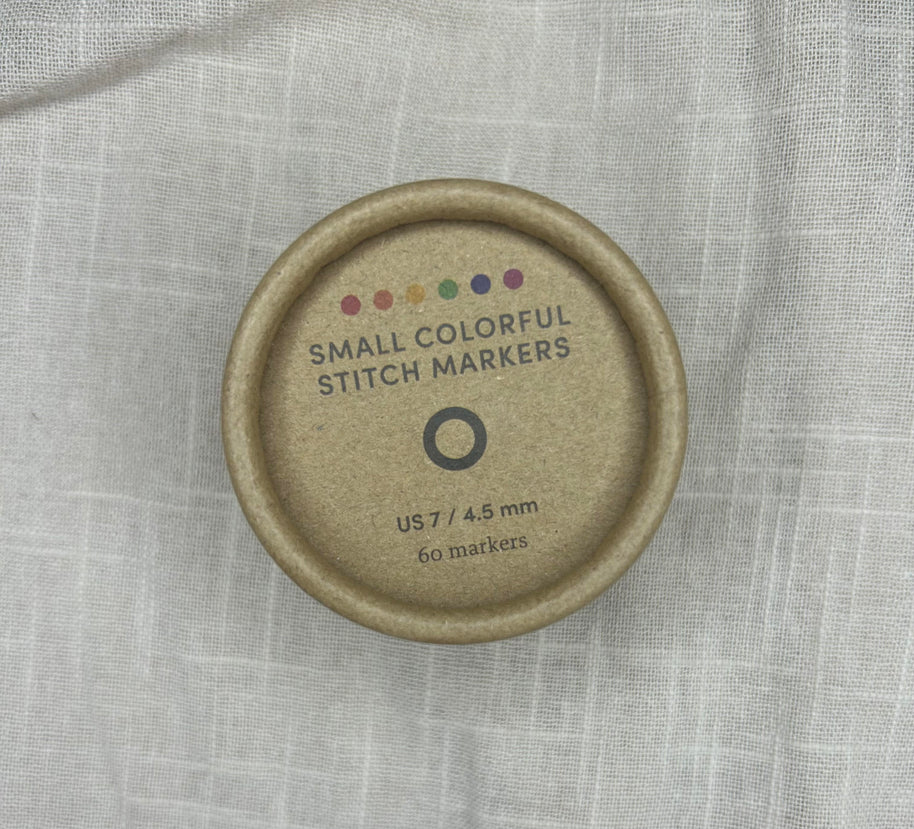 SMALL COLORFUL
STITCH MARKERS
US 7 / 4.5 mm
60 markers